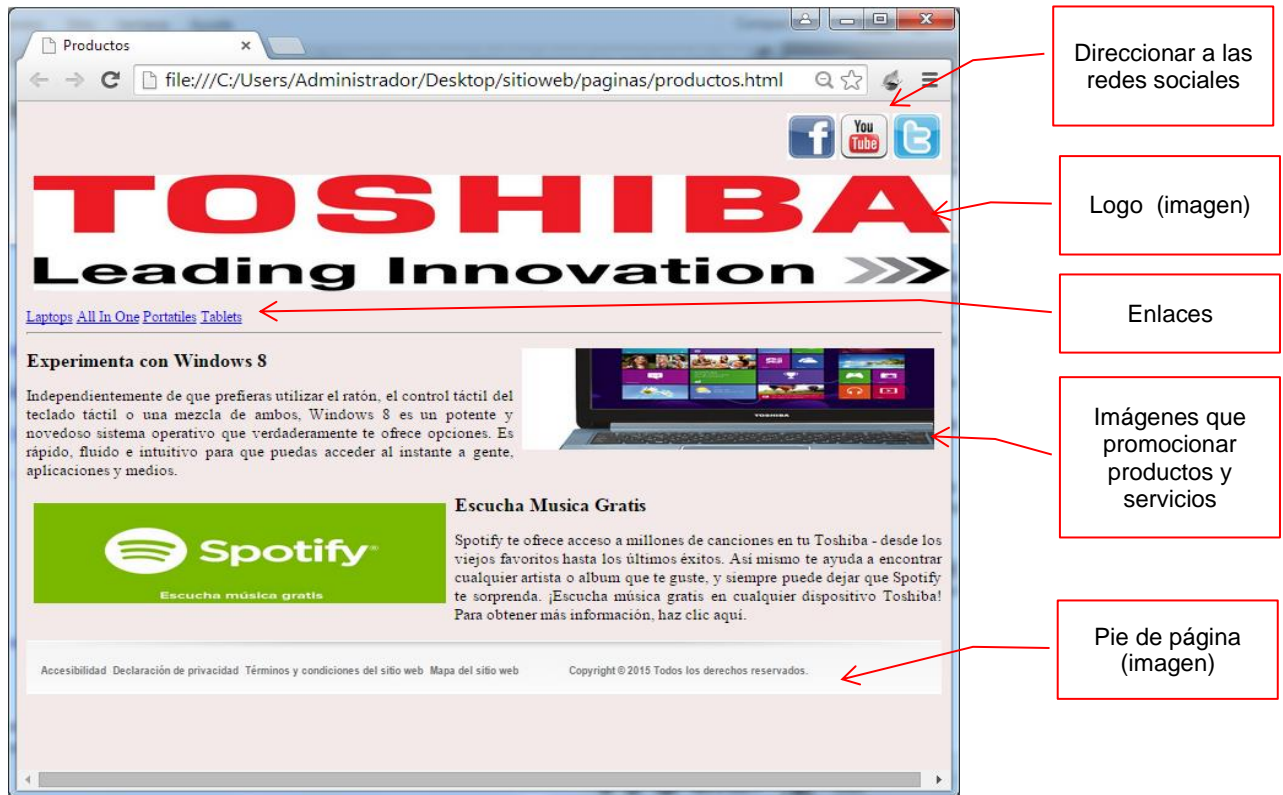 Productos
file:///C:/Users/Administrador/Desktop/sitioweb/paginas/productos.html
Direccionar a las
redes sociales
f You
Tube
TOSHIBA
Leading Innovation >>>
Logo (imagen)
Laptops All In One Portatiles Tablets
Enlaces
Experimenta con Windows 8
Independientemente de que prefieras utilizar el ratón, el control táctil del
teclado táctil o una mezcla de ambos, Windows 8 es un potente y
novedoso sistema operativo que verdaderamente te ofrece opciones. Es
rápido, fluido e intuitivo para que puedas acceder al instante a gente,
aplicaciones y medios.
TOSHIBA
Imágenes que
promocionar
productos y
servicios
Spotify
Escucha música gratis
Escucha Musica Gratis
Spotify te ofrece acceso a millones de canciones en tu Toshiba - desde los
viejos favoritos hasta los últimos éxitos. Así mismo te ayuda a encontrar
cualquier artista o album que te guste, y siempre puede dejar que Spotify
te sorprenda. ¡Escucha música gratis en cualquier dispositivo Toshiba!
Para obtener más información, haz clic aquí.
Accesibilidad Declaración de privacidad Términos y condiciones del sitio web Mapa del sitio web Copyright © 2015 Todos los derechos reservados.
Pie de página
(imagen)